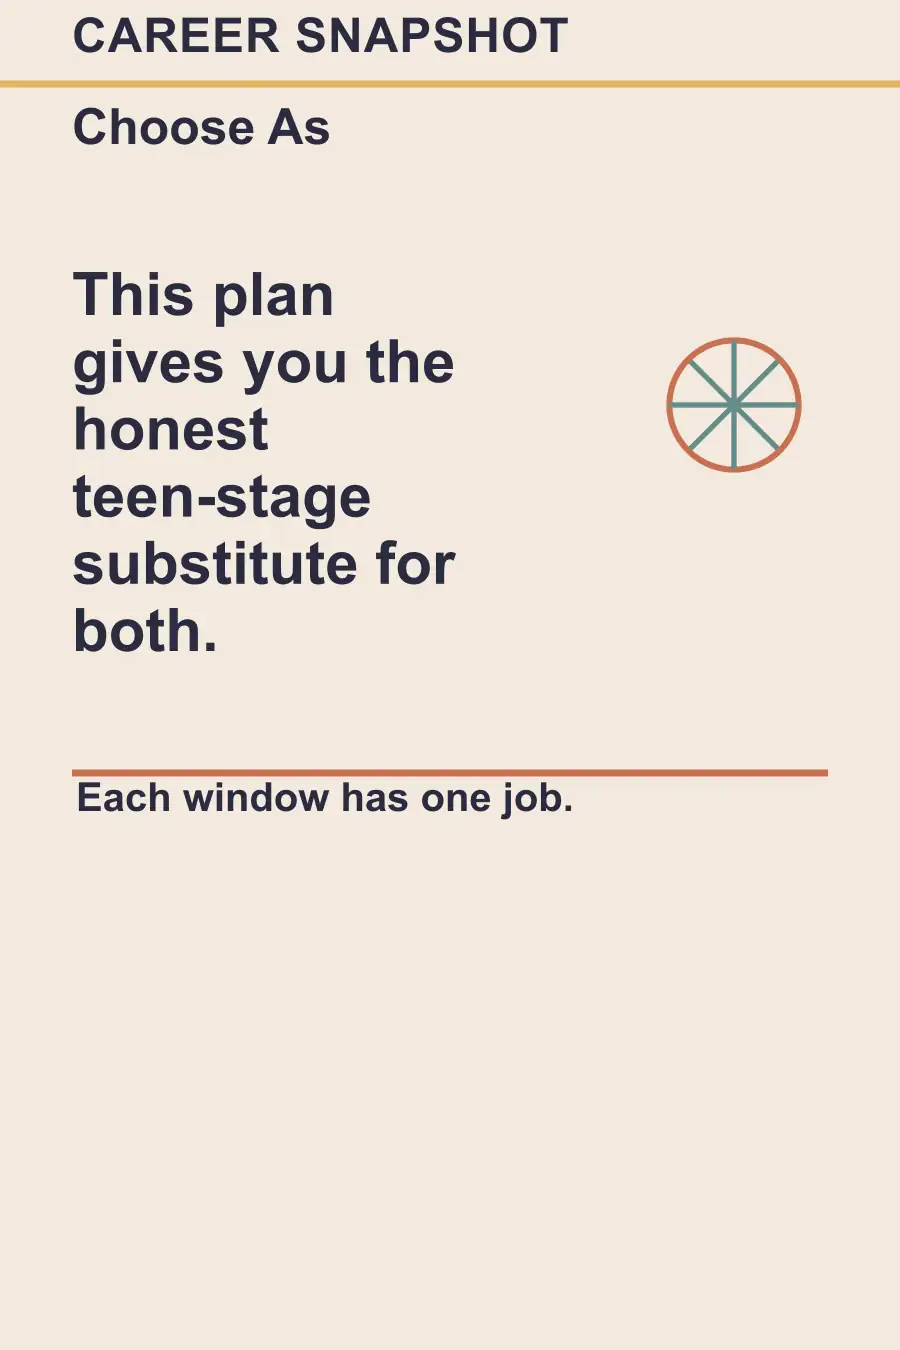 CAREER SNAPSHOT
Choose As
This plan
gives you the
honest
teen-stage
substitute for
both.
Each window has one job.